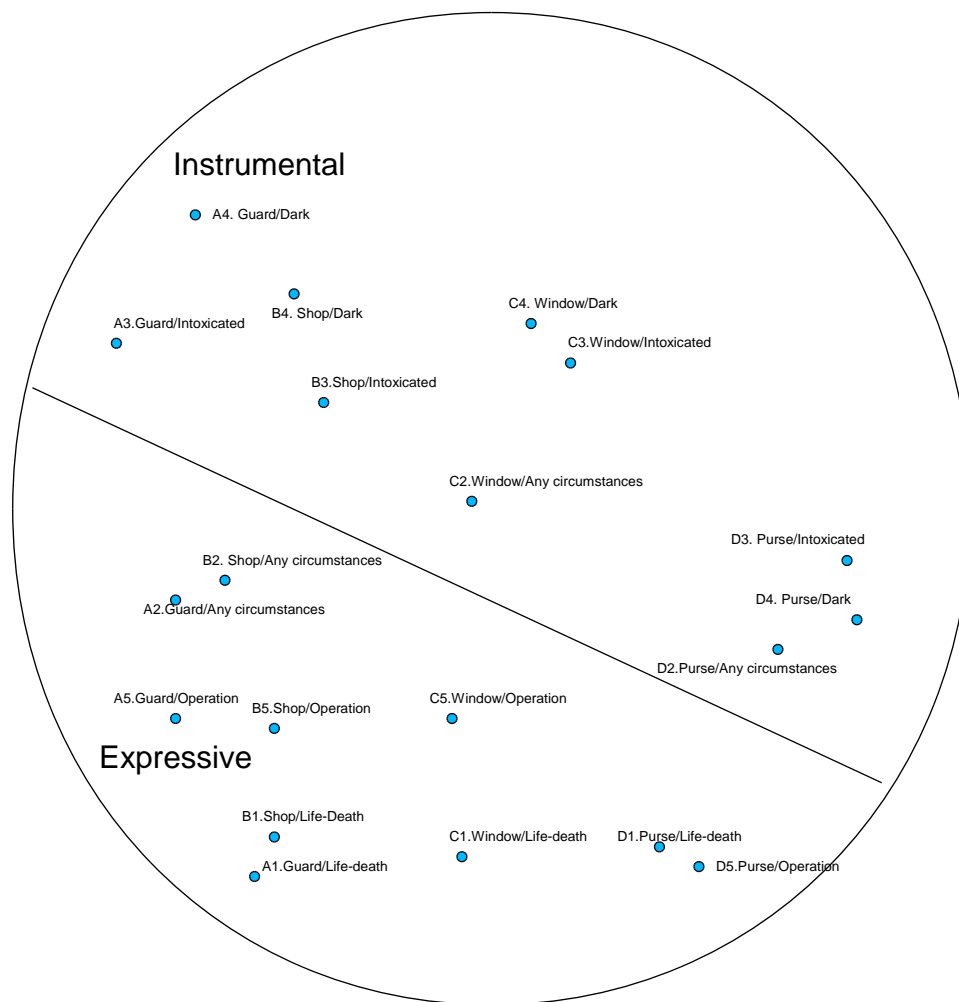 Instrumental
A4. Guard/Dark
B4. Shop/Dark
C4. Window/Dark
A3.Guard/Intoxicated
C3.Window/Intoxicated
B3.Shop/Intoxicated
C2.Window/Any circumstances
D3. Purse/Intoxicated
B2. Shop/Any circumstances
A2.Guard/Any circumstances
D4. Purse/Dark
D2.Purse/Any circumstances
A5.Guard/Operation
B5.Shop/Operation
C5.Window/Operation
Expressive
B1.Shop/Life-Death
C1.Window/Life-death
D1.Purse/Life-death
A1.Guard/Life-death
D5.Purse/Operation